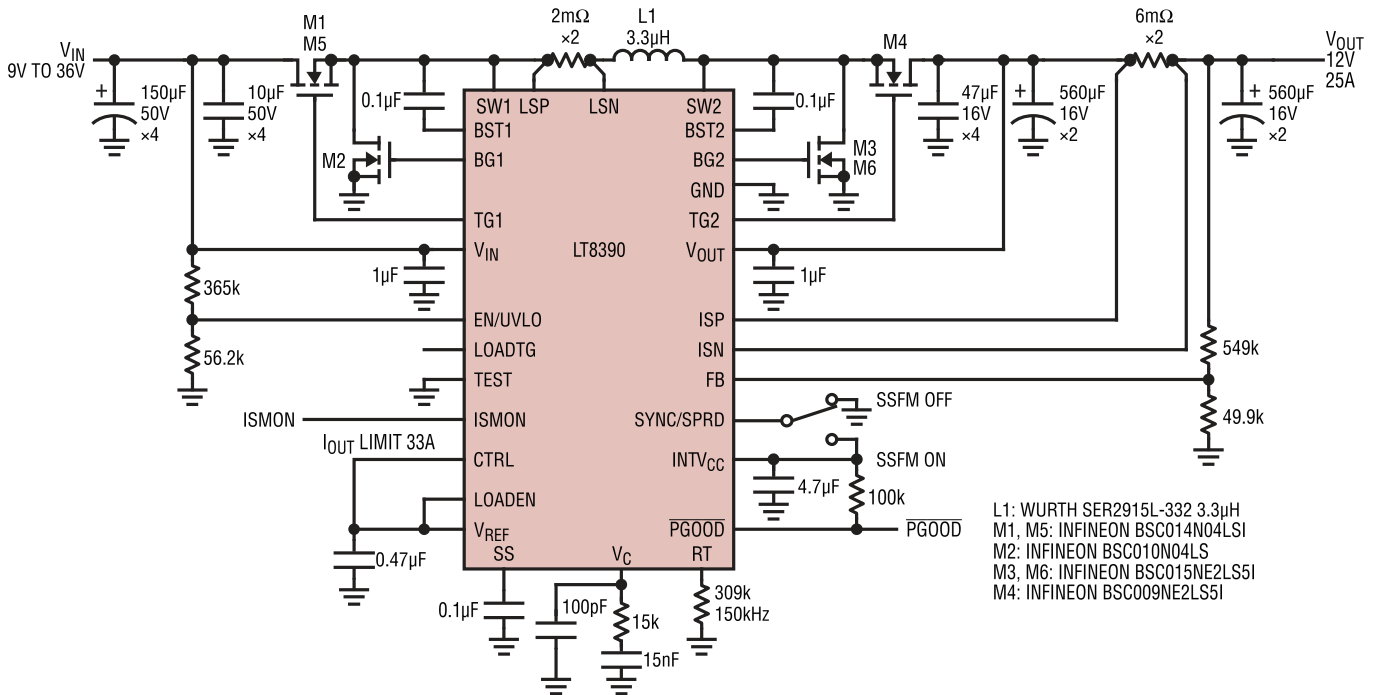 VIN
9V TO 36V
150µF
50V
×4
10µF
50V
×4
M1
M5
0.1µF
2mΩ
×2
L1
3.3µH
0.1µF
M4
47µF
16V
×4
560µF
16V
×2
6mΩ
×2
560µF
16V
×2
VOUT
12V
25A
SW1
LSP
LSN
SW2
BST1
BST2
M2
BG1
BG2
M3
M6
GND
TG1
TG2
VIN
LT8390
VOUT
1µF
1µF
365k
EN/UVLO
ISP
56.2k
LOADTG
ISN
549k
TEST
FB
49.9k
ISMON
ISMON
SYNC/SPRD
SSFM OFF
IOUT LIMIT 33A
CTRL
INTVCC
SSFM ON
4.7µF
100k
LOADEN
VREF
PGOOD
PGOOD
0.47µF
SS
VC
RT
0.1µF
100pF
15k
15nF
309k
150kHz
L1: WURTH SER2915L-332 3.3µH
M1, M5: INFINEON BSC014N04LSI
M2: INFINEON BSC010N04LS
M3, M6: INFINEON BSC015NE2LS5I
M4: INFINEON BSC009NE2LS5I